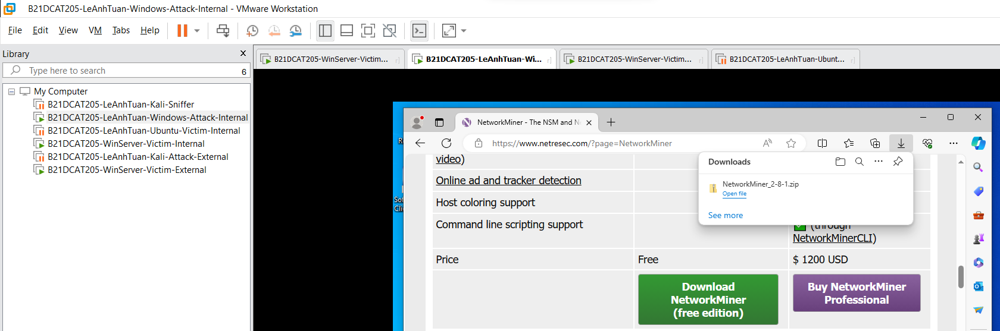 B21DCAT205-LeAnhTuan-Windows-Attack-Internal - VMware Workstation
File Edit View VM Tabs Help
Library
Type here to search 6
My Computer
B21DCAT205-LeAnhTuan-Kali-Sniffer
B21DCAT205-LeAnhTuan-Windows-Attack-Internal
B21DCAT205-LeAnhTuan-Ubuntu-Victim-Internal
B21DCAT205-WinServer-Victim-Internal
B21DCAT205-LeAnhTuan-Kali-Attack-External
B21DCAT205-WinServer-Victim-External
B21DCAT205-WinServer-Victim... B21DCAT205-LeAnhTuan-Wi... B21DCAT205-WinServer-Victim... B21DCAT205-LeAnhTuan-Ubunt...
NetworkMiner - The NSM and N
https://www.netresec.com/?page=NetworkMiner
Downloads
NetworkMiner_2-8-1.zip
Open file
See more
video)
Online ad and tracker detection
Host coloring support
Command line scripting support
(through
NetworkMinerCLI)
Price Free $ 1200 USD
Download
NetworkMiner
(free edition)
Buy NetworkMiner
Professional